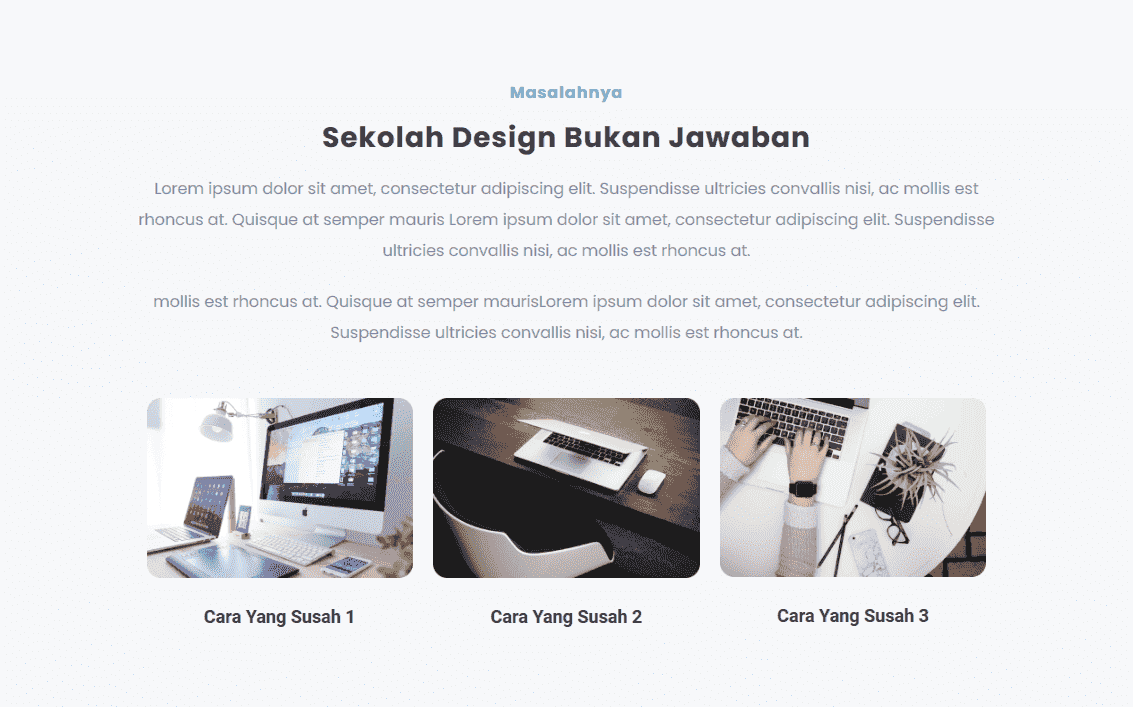 Masalahnya
Sekolah Design Bukan Jawaban
Lorem ipsum dolor sit amet, consectetur adipiscing elit. Suspendisse ultricies convallis nisi, ac mollis est
rhoncus at. Quisque at semper mauris Lorem ipsum dolor sit amet, consectetur adipiscing elit. Suspendisse
ultricies convallis nisi, ac mollis est rhoncus at.
mollis est rhoncus at. Quisque at semper maurisLorem ipsum dolor sit amet, consectetur adipiscing elit.
Suspendisse ultricies convallis nisi, ac mollis est rhoncus at.
Cara Yang Susah 1
Cara Yang Susah 2
Cara Yang Susah 3